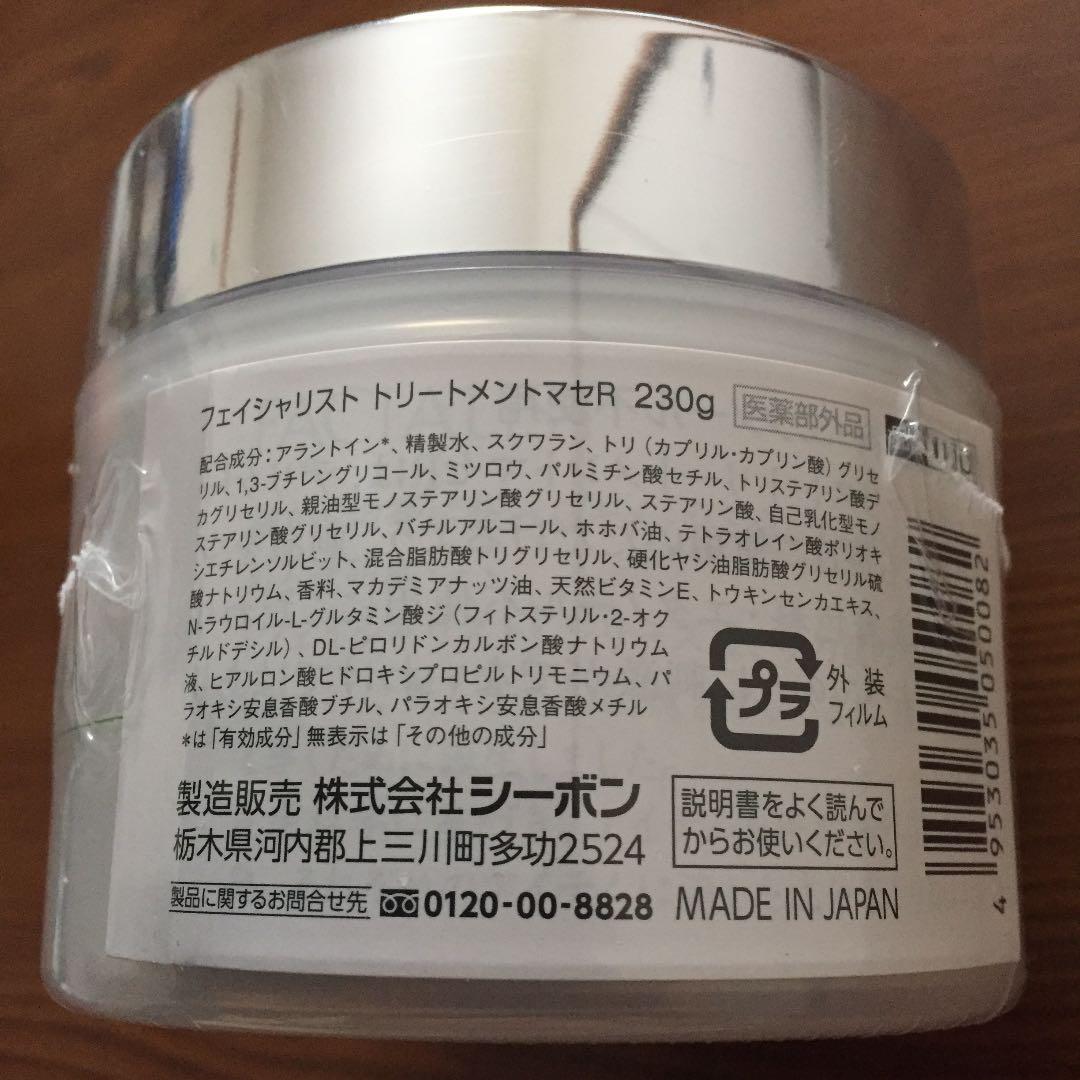 フェイシャリスト トリートメントマセR 230g 医薬部外品
配合成分：アラントイン*、精製水、スクワラン、トリ（カプリル・カプリン酸）グリセ
リル、1,3-ブチレングリコール、ミツロウ、パルミチン酸セチル、トリステアリン酸デ
カグリセリル、親油型モノステアリン酸グリセリル、ステアリン酸、自己乳化型モノ
ステアリン酸グリセリル、バチルアルコール、ホホバ油、テトラオレイン酸ポリオキ
シエチレンソルビット、混合脂肪酸トリグリセリル、硬化ヤシ油脂肪酸グリセリル硫
酸ナトリウム、香料、マカデミアナッツ油、天然ビタミンE、トウキンセンカエキス、
N-ラウロイル-L-グルタミン酸ジ（フィトステリル・2-オク
チルドデシル）、DL-ピロリドンカルボン酸ナトリウム
液、ヒアルロン酸ヒドロキシプロピルトリモニウム、パ
ラオキシ安息香酸ブチル、パラオキシ安息香酸メチル
*は「有効成分」無表示は「その他の成分」
プラ
外装
フィルム
製造販売 株式会社シーボン
栃木県河内郡上三川町多功2524
説明書をよく読んで
からお使いください。
製品に関するお問合せ先 0120-00-8828 MADE IN JAPAN
4 953035 050082